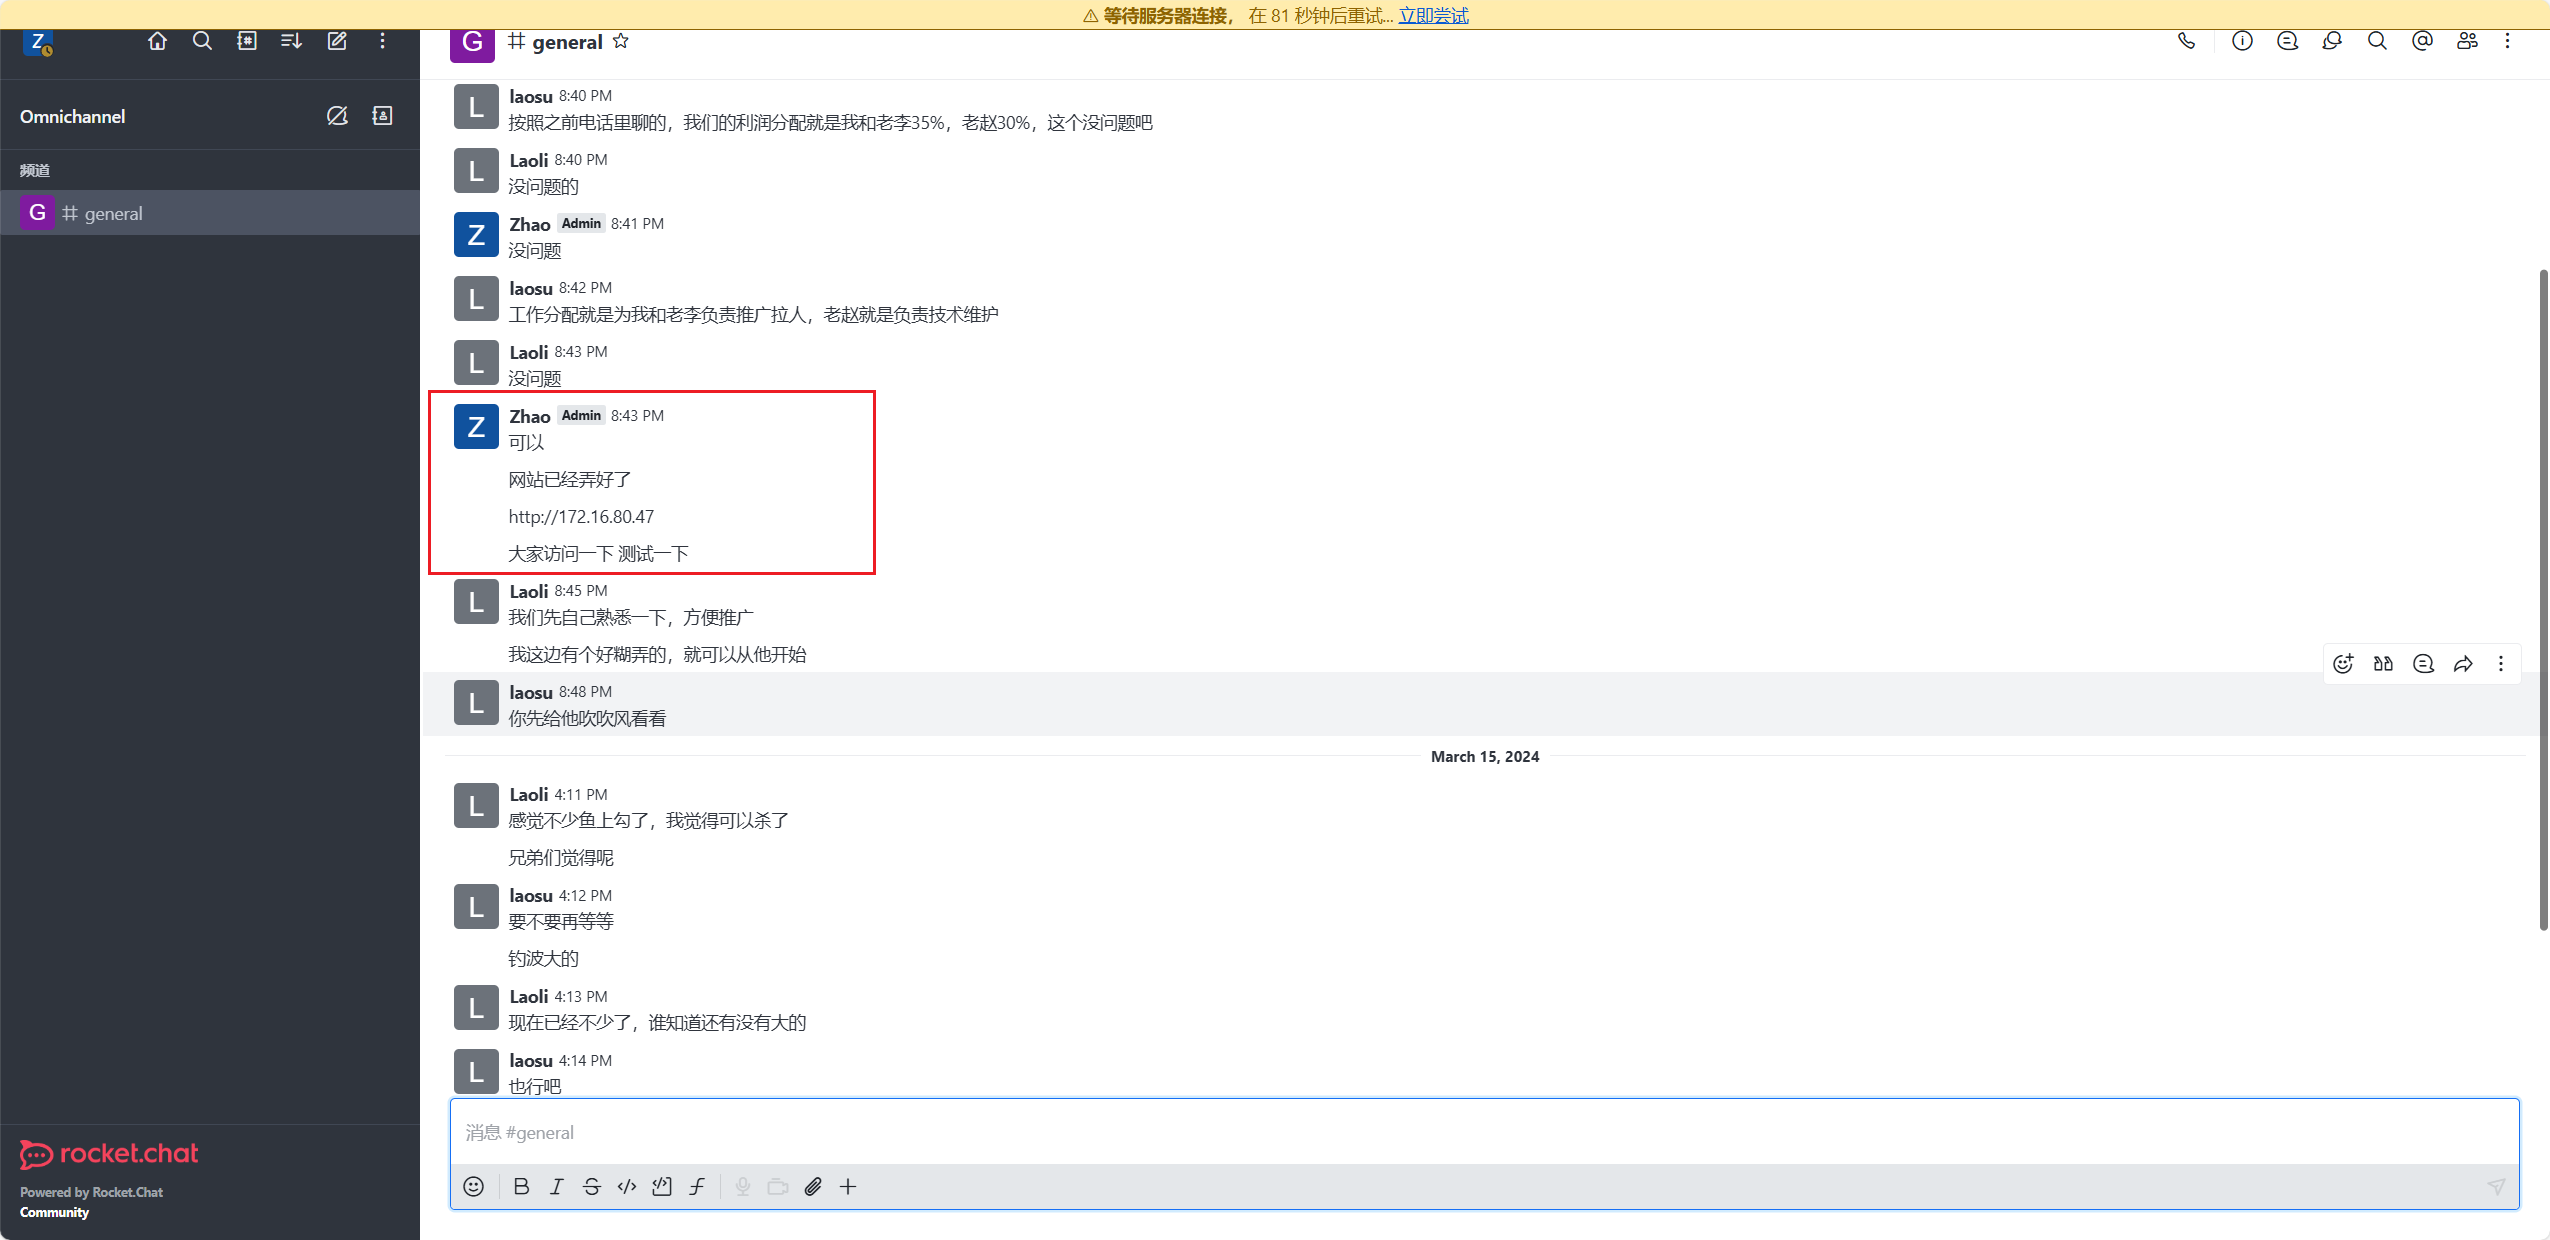 等待服务器连接， 在 81 秒钟后重试... 立即尝试
Z
G
general
Omnichannel
频道
G # general
L
laosu 8:40 PM
按照之前电话里聊的，我们的利润分配就是我和老李35%，老赵30%，这个没问题吧
L
Laoli 8:40 PM
没问题的
Z
Zhao Admin 8:41 PM
没问题
L
laosu 8:42 PM
工作分配就是为我和老李负责推广拉人，老赵就是负责技术维护
L
Laoli 8:43 PM
没问题
Z
Zhao Admin 8:43 PM
可以
网站已经弄好了
http://172.16.80.47
大家访问一下 测试一下
L
Laoli 8:45 PM
我们先自己熟悉一下，方便推广
我这边有个好糊弄的，就可以从他开始
L
laosu 8:48 PM
你先给他吹吹风看看
March 15, 2024
L
Laoli 4:11 PM
感觉不少鱼上勾了，我觉得可以杀了
兄弟们觉得呢
L
laosu 4:12 PM
要不要再等等
钓波大的
L
Laoli 4:13 PM
现在已经不少了，谁知道还有没有大的
L
laosu 4:14 PM
也行吧
消息 #general
rocket.chat
Powered by Rocket.Chat
Community